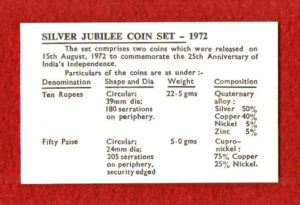 SILVER JUBILEE COIN SET – 1972
The set comprises two coins which were released on
15th August, 1972 to commemorate the 25th Anniversary of
India's Independence.
Particulars of the coins are as under :-
Denomination Shape and Dia Weight Composition
Ten Rupees Circular; 22·5 gms Quaternary
39mm dia; alloy :
180 serrations Silver 50%
on periphery. Copper 40%
Nickel 5%
Zinc 5%
Fifty Paise Circular; 5·0 gms Cupro-
24mm dia; nickel :
205 serrations 75% Copper
on periphery, 25% Nickel.
security edged